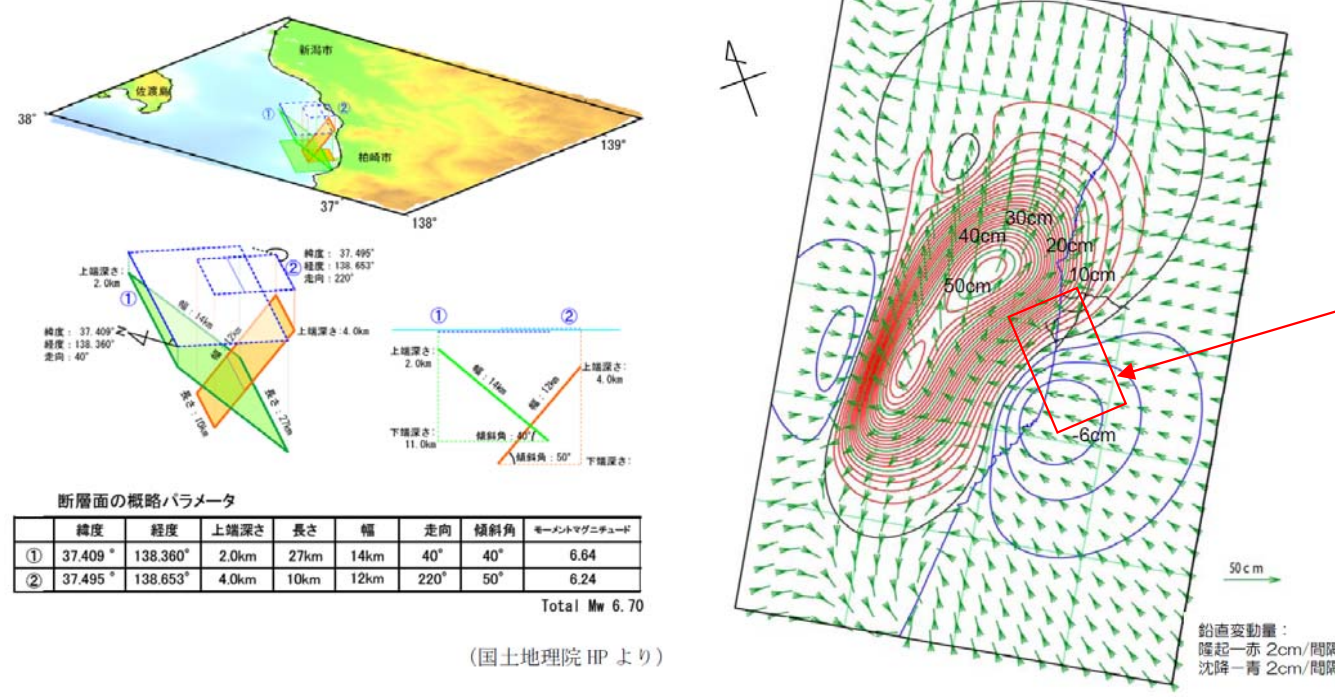 新潟市
佐渡島
①
②
柏崎市
38°
139°
37°
138°
緯度: 37.495°
経度: 138.653°
走向: 220°
②
上端深さ:
2.0km
①
幅: 14km
幅: 12km
上端深さ:4.0km
緯度: 37.409°
経度: 138.360°
走向: 40°
N
長さ: 10km
長さ: 27km
①
②
上端深さ:
2.0km
上端深さ:
4.0km
幅: 14km
幅: 12km
下端深さ:
11.0km
傾斜角: 40°
傾斜角: 50°
下端深さ:
断層面の概略パラメータ
緯度 経度 上端深さ 長さ 幅 走向 傾斜角 モーメントマグニチュード
① 37.409° 138.360° 2.0km 27km 14km 40° 40° 6.64
② 37.495° 138.653° 4.0km 10km 12km 220° 50° 6.24
Total Mw 6.70
(国土地理院 HP より)
30cm
40cm
20cm
10cm
50cm
-6cm
50cm
鉛直変動量:
隆起ー赤 2cm/間隔
沈降ー青 2cm/間隔